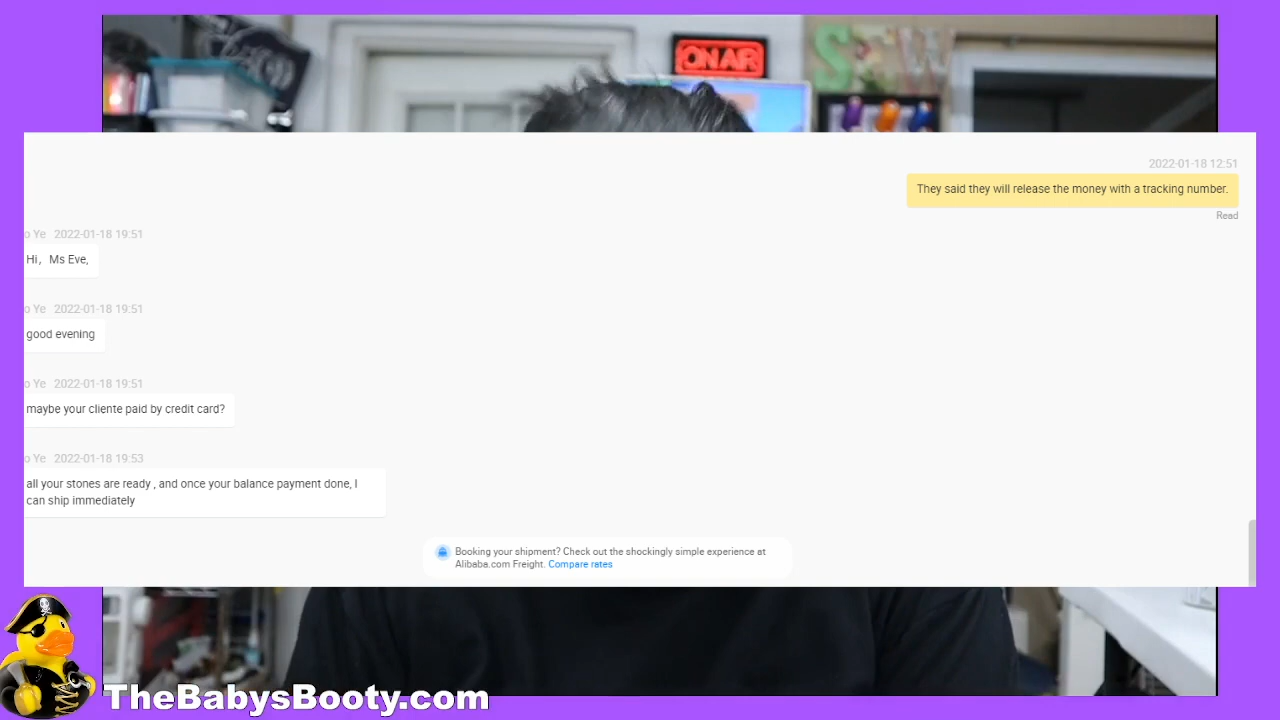 ON AIR
2022-01-18 12:51
They said they will release the money with a tracking number.
Read
o Ye 2022-01-18 19:51
Hi, Ms Eve,
o Ye 2022-01-18 19:51
good evening
o Ye 2022-01-18 19:51
maybe your cliente paid by credit card?
o Ye 2022-01-18 19:53
all your stones are ready , and once your balance payment done, I
can ship immediately
Booking your shipment? Check out the shockingly simple experience at
Alibaba.com Freight. Compare rates
TheBabysBooty.com